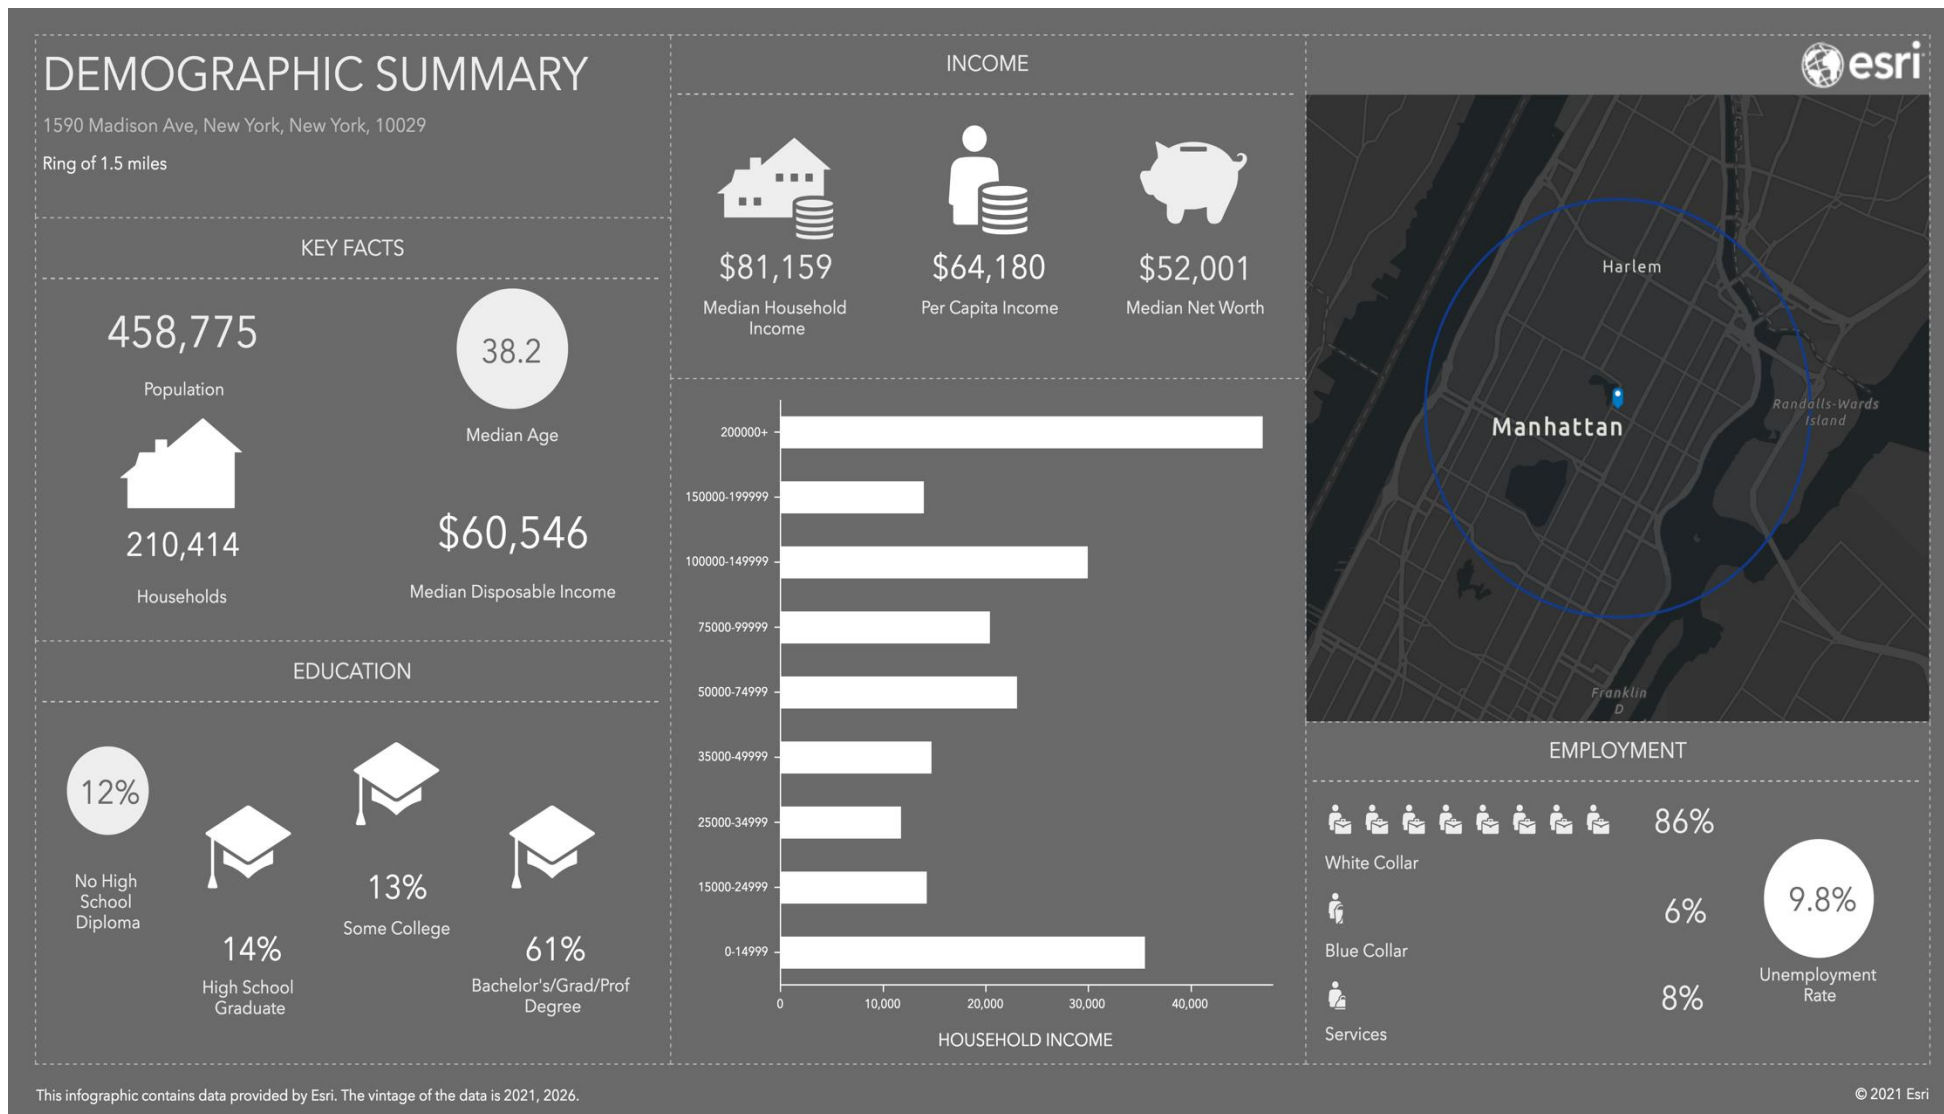 DEMOGRAPHIC SUMMARY
1590 Madison Ave, New York, New York, 10029
Ring of 1.5 miles
KEY FACTS
458,775
Population
38.2
Median Age
210,414
Households
$60,546
Median Disposable Income
EDUCATION
12%
No High
School
Diploma
14%
High School
Graduate
13%
Some College
61%
Bachelor's/Grad/Prof
Degree
INCOME
$81,159
Median Household
Income
$64,180
Per Capita Income
$52,001
Median Net Worth
200000+
150000-199999
100000-149999
75000-99999
50000-74999
35000-49999
25000-34999
15000-24999
0-14999
0 10,000 20,000 30,000 40,000
HOUSEHOLD INCOME
esri
Harlem
Manhattan
Randalls-Wards
Island
Franklin
D
EMPLOYMENT
86%
White Collar
6%
Blue Collar
8%
Services
9.8%
Unemployment
Rate
This infographic contains data provided by Esri. The vintage of the data is 2021, 2026.
© 2021 Esri